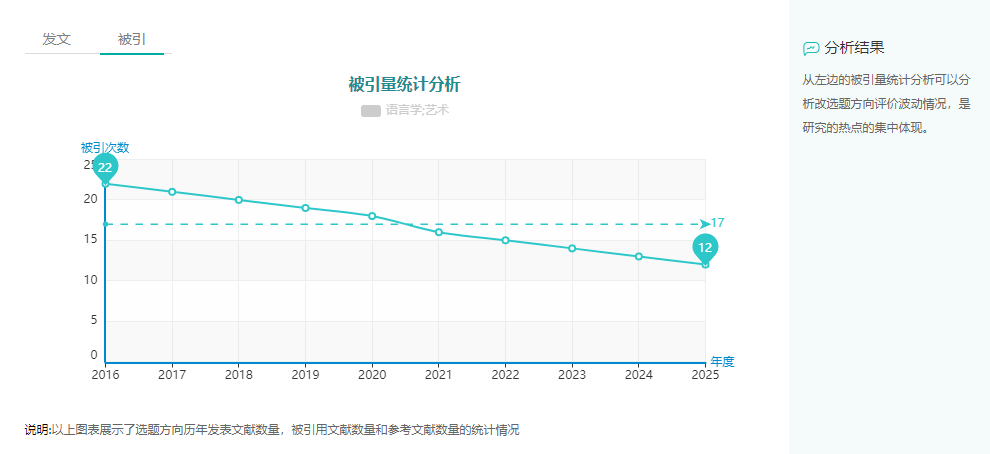 发文 被引
被引量统计分析
语言学;艺术
被引次数
25
22
20
17
15
12
10
5
0
2016 2017 2018 2019 2020 2021 2022 2023 2024 2025
年度
说明:以上图表展示了选题方向历年发表文献数量，被引用文献数量和参考文献数量的统计情况
分析结果
从左边的被引量统计分析可以分
析改选题方向评价波动情况，是
研究的热点的集中体现。